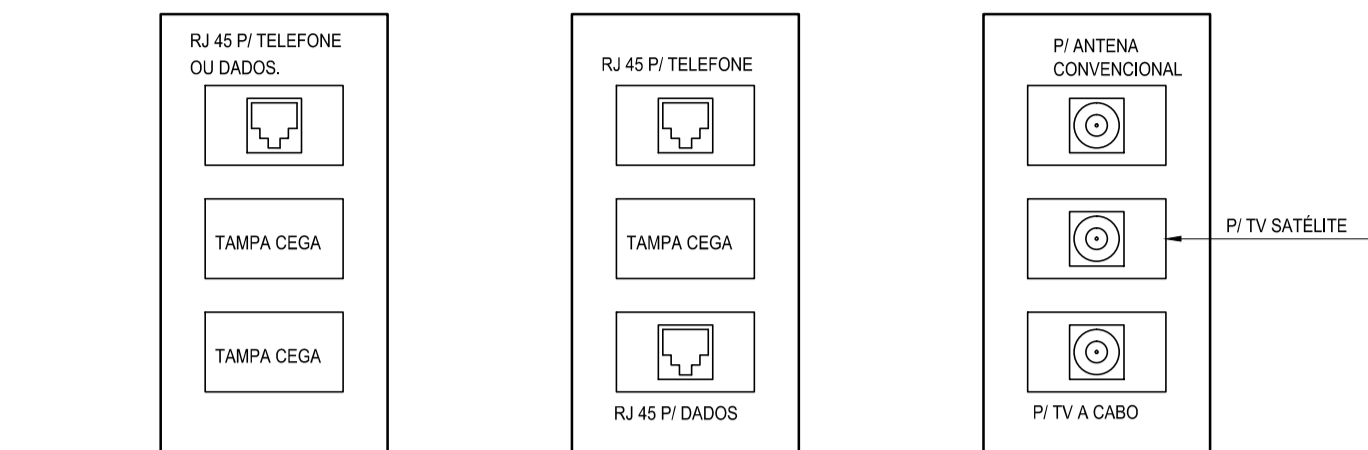 RJ 45 P/ TELEFONE
OU DADOS.
TAMPA CEGA
TAMPA CEGA
RJ 45 P/ TELEFONE
TAMPA CEGA
RJ 45 P/ DADOS
P/ ANTENA
CONVENCIONAL
P/ TV SATÉLITE
P/ TV A CABO